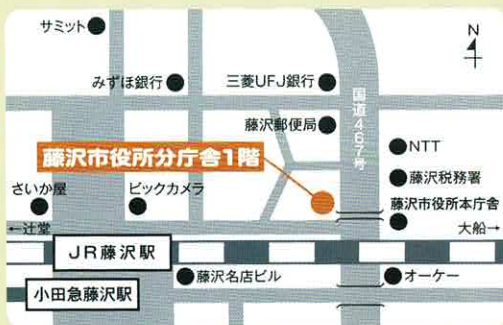 サミット
N
みずほ銀行
三菱UFJ銀行
国道467号
藤沢郵便局
NTT
藤沢市役所分庁舎1階
藤沢税務署
さいか屋
ビックカメラ
藤沢市役所本庁舎
←辻堂
大船→
JR藤沢駅
藤沢名店ビル
オーケー
小田急藤沢駅